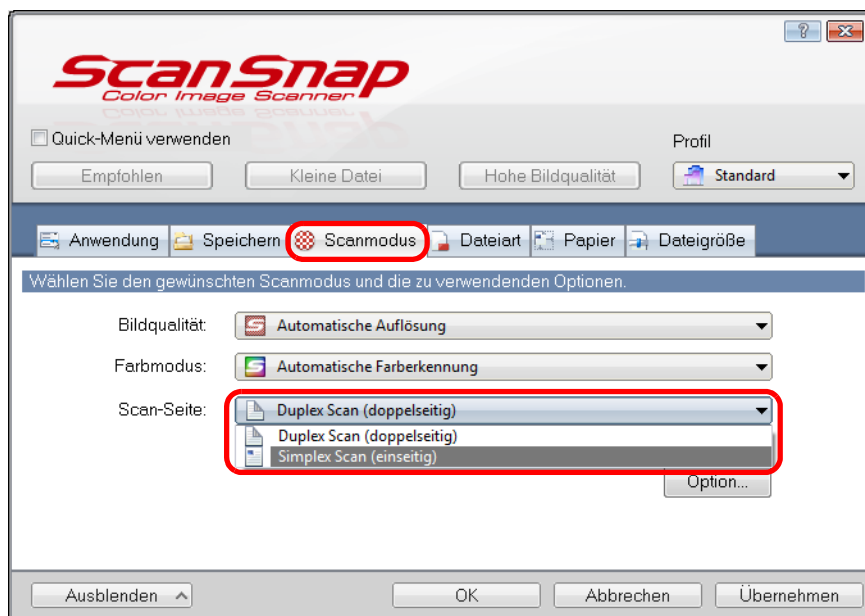 ScanSnap
Color Image Scanner
Quick-Menü verwenden
Profil
Empfohlen Kleine Datei Hohe Bildqualität Standard
Anwendung Speichern Scanmodus Dateiart Papier Dateigröße
Wählen Sie den gewünschten Scanmodus und die zu verwendenden Optionen.
Bildqualität: Automatische Auflösung
Farbmodus: Automatische Farberkennung
Scan-Seite: Duplex Scan (doppelseitig)
Duplex Scan (doppelseitig)
Simplex Scan (einseitig)
Option...
Ausblenden OK Abbrechen Übernehmen